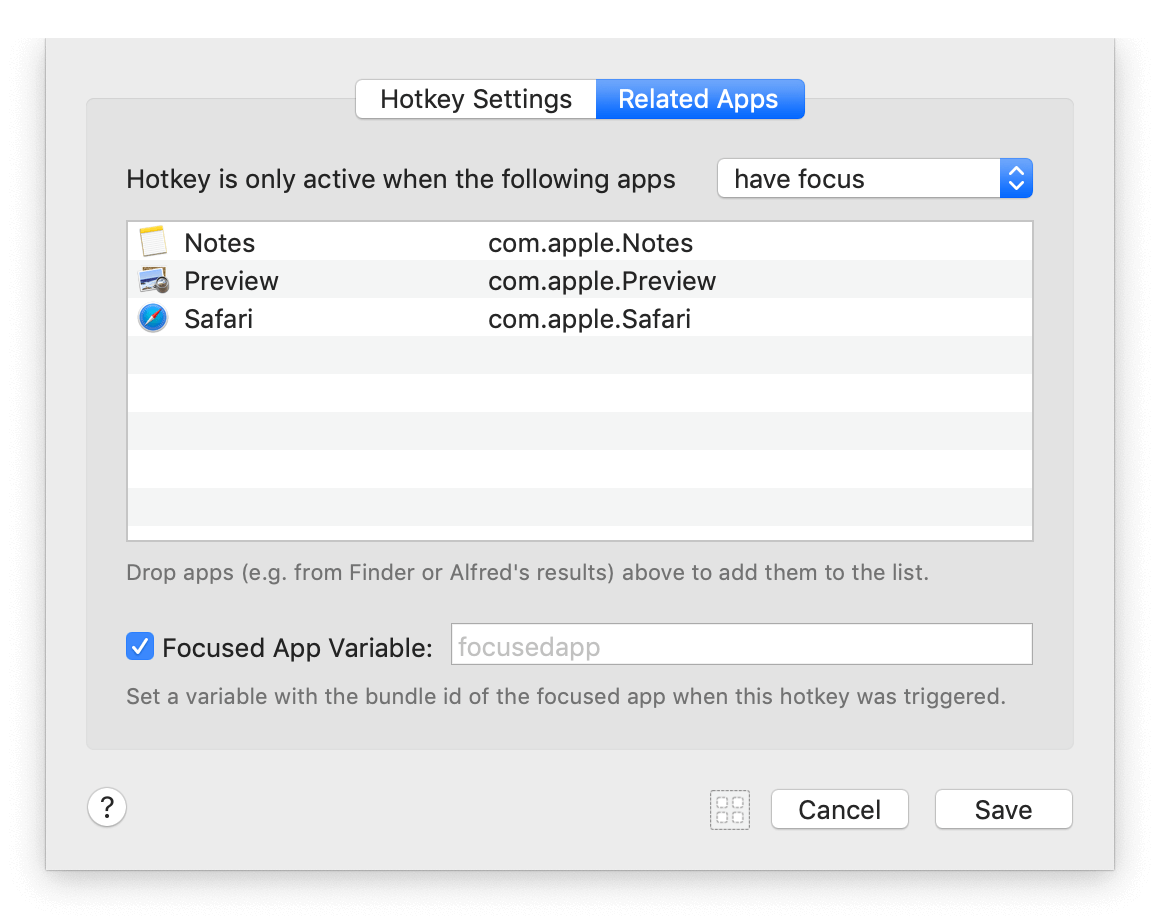 Hotkey Settings Related Apps
Hotkey is only active when the following apps have focus
Notes com.apple.Notes
Preview com.apple.Preview
Safari com.apple.Safari
Drop apps (e.g. from Finder or Alfred's results) above to add them to the list.
Focused App Variable: focusedapp
Set a variable with the bundle id of the focused app when this hotkey was triggered.
? Cancel Save